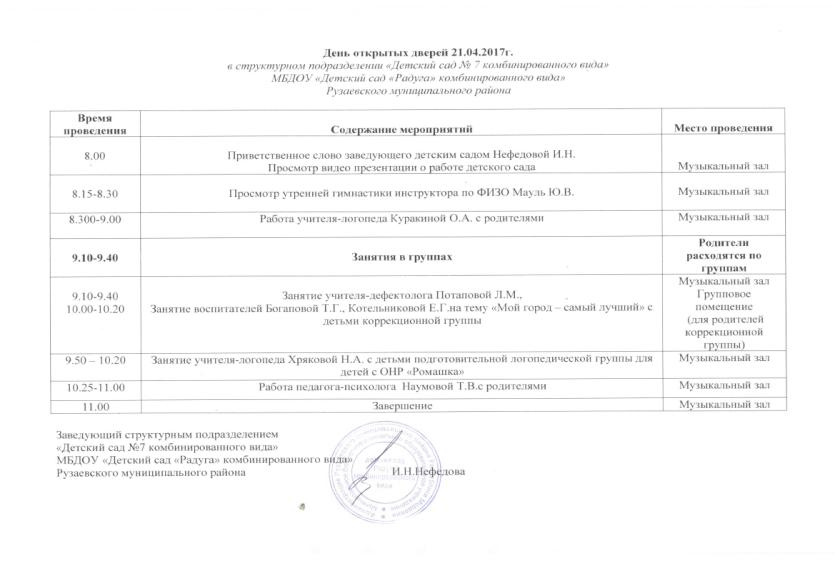 День открытых дверей 21.04.2017г.
в структурном подразделении «Детский сад № 7 комбинированного вида»
МБДОУ «Детский сад «Радуга» комбинированного вида»
Рузаевского муниципального района
Время проведения
Содержание мероприятий
Место проведения
8.00
Приветственное слово заведующего детским садом Нефедовой И.Н.
Просмотр видео презентации о работе детского сада
Музыкальный зал
8.15-8.30
Просмотр утренней гимнастики инструктора по ФИЗО Мауль Ю.В.
Музыкальный зал
8.300-9.00
Работа учителя-логопеда Куракиной О.А. с родителями
Музыкальный зал
9.10-9.40
Занятия в группах
Родители
расходятся по
группам
9.10-9.40
10.00-10.20
Занятие учителя-дефектолога Потаповой Л.М.,
Занятие воспитателей Богаповой Т.Г., Котельниковой Е.Г.на тему «Мой город – самый лучший» с
детьми коррекционной группы
Музыкальный зал
Групповое
помещение
(для родителей
коррекционной
группы)
9.50 – 10.20
Занятие учителя-логопеда Хряковой Н.А. с детьми подготовительной логопедической группы для
детей с ОНР «Ромашка»
Музыкальный зал
10.25-11.00
Работа педагога-психолога Наумовой Т.В.с родителями
Музыкальный зал
11.00
Завершение
Музыкальный зал
Заведующий структурным подразделением
«Детский сад №7 комбинированного вида»
МБДОУ «Детский сад «Радуга» комбинированного вида»
Рузаевского муниципального района
И.Н.Нефедова